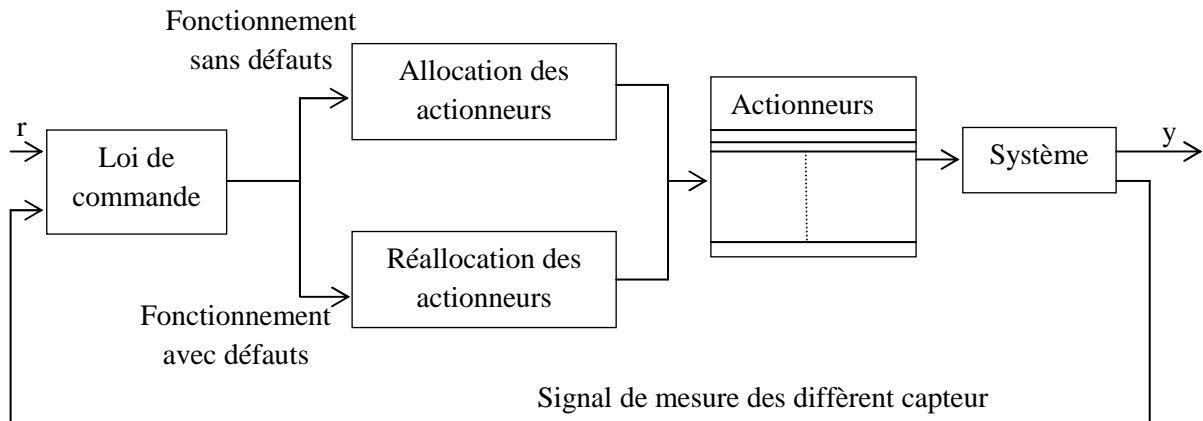 Fonctionnement
sans défauts
Allocation des
actionneurs
Actionneurs
r
Loi de
commande
Système
y
Réallocation des
actionneurs
Fonctionnement
avec défauts
Signal de mesure des diffèrent capteur